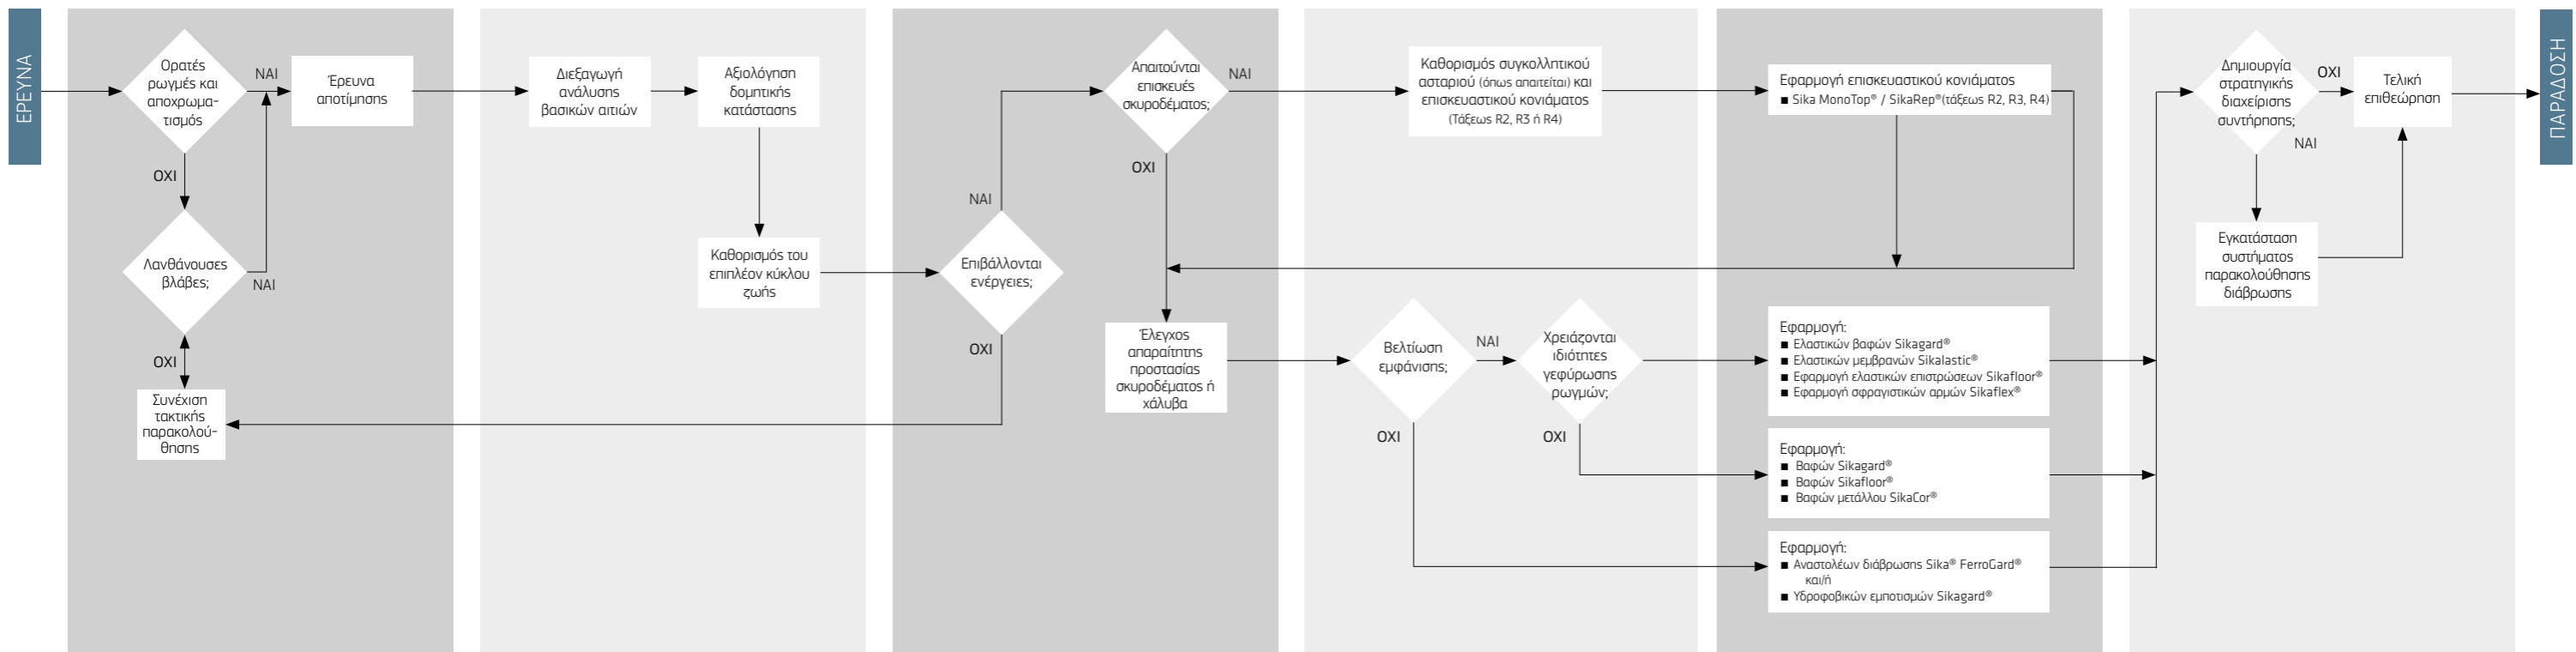 ΕΡΕΥΝΑ
Ορατές
ρωγμές και
αποχρωμα-
τισμός
ΝΑΙ
Έρευνα
αποτίμησης
ΟΧΙ
Λανθάνουσες
βλάβες;
ΝΑΙ
ΟΧΙ
Συνέχιση
τακτικής
παρακολού-
θησης
Διεξαγωγή
ανάλυσης
βασικών αιτιών
Αξιολόγηση
δομητικής
κατάστασης
Καθορισμός του
επιπλέον κύκλου
ζωής
Επιβάλλονται
ενέργειες;
ΝΑΙ
ΟΧΙ
Απαιτούνται
επισκευές
σκυροδέματος;
ΝΑΙ
ΟΧΙ
Έλεγχος
απαραίτητης
προστασίας
σκυροδέματος ή
χάλυβα
Καθορισμός συγκολλητικού
ασταριού (όπως απαιτείται) και
επισκευαστικού κονιάματος
(Τάξεως R2, R3 ή R4)
Βελτίωση
εμφάνισης;
ΝΑΙ
ΟΧΙ
Χρειάζονται
ιδιότητες
γεφύρωσης
ρωγμών;
ΟΧΙ
Εφαρμογή επισκευαστικού κονιάματος
■ Sika MonoTop® / SikaRep®(τάξεως R2, R3, R4)
Εφαρμογή:
■ Ελαστικών βαφών Sikagard®
■ Ελαστικών μεμβρανών Sikalastic®
■ Εφαρμογή ελαστικών επιστρώσεων Sikafloor®
■ Εφαρμογή σφραγιστικών αρμών Sikaflex®
Εφαρμογή:
■ Βαφών Sikagard®
■ Βαφών Sikafloor®
■ Βαφών μετάλλου SikaCor®
Εφαρμογή:
■ Αναστολέων διάβρωσης Sika® FerroGard®
και/ή
■ Υδροφοβικών εμποτισμών Sikagard®
Δημιουργία
στρατηγικής
διαχείρισης
συντήρησης;
ΟΧΙ
ΝΑΙ
Τελική
επιθεώρηση
Εγκατάσταση
συστήματος
παρακολούθησης
διάβρωσης
ΠΑΡΑΔΟΣΗ